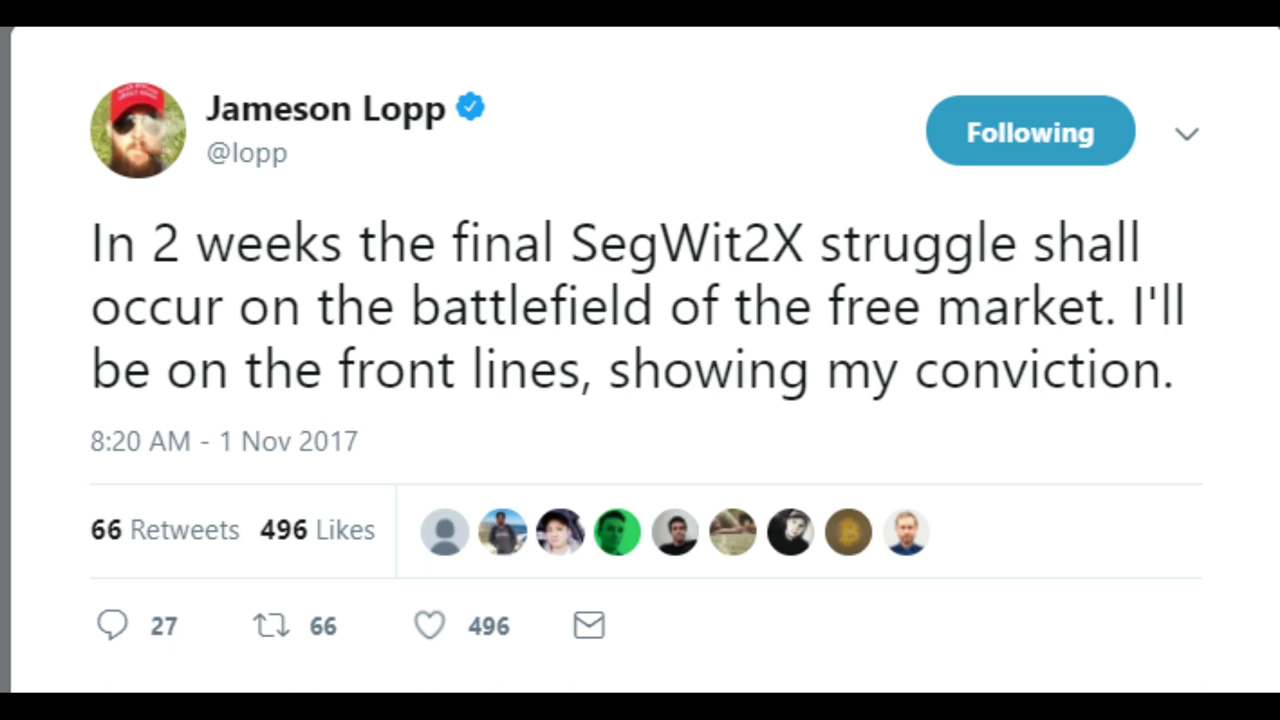 Jameson Lopp
@lopp
Following
In 2 weeks the final SegWit2X struggle shall
occur on the battlefield of the free market. I'll
be on the front lines, showing my conviction.
8:20 AM - 1 Nov 2017
66 Retweets 496 Likes
27 66 496